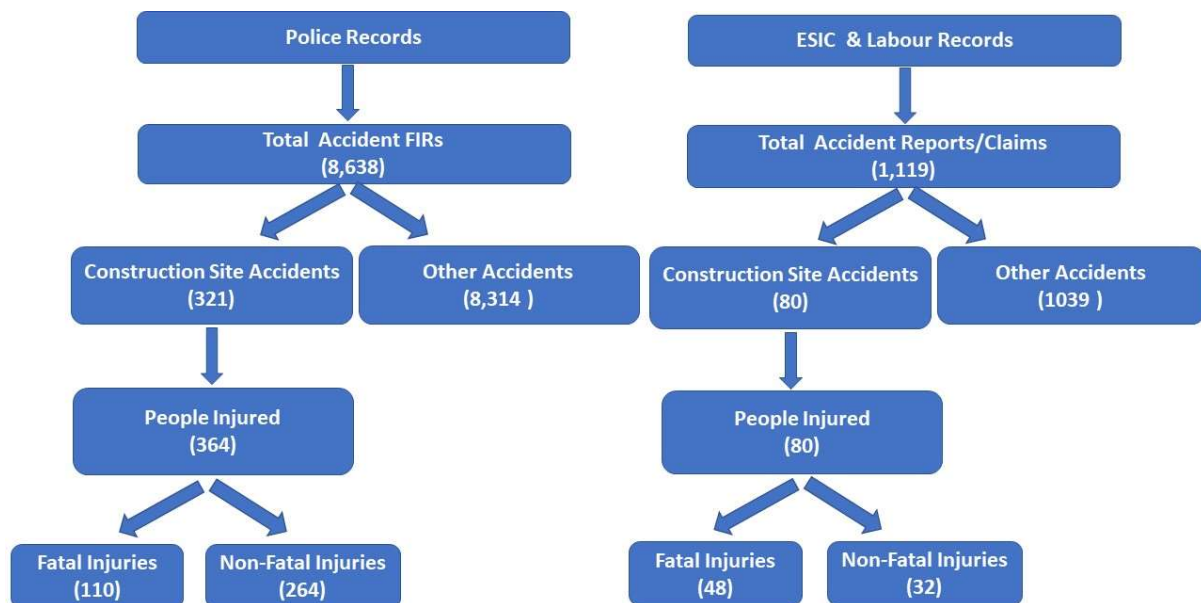 Police Records
Total Accident FIRs
(8,638)
Construction Site Accidents
(321)
Other Accidents
(8,314 )
People Injured
(364)
Fatal Injuries
(110)
Non-Fatal Injuries
(264)
ESIC & Labour Records
Total Accident Reports/Claims
(1,119)
Construction Site Accidents
(80)
Other Accidents
(1039 )
People Injured
(80)
Fatal Injuries
(48)
Non-Fatal Injuries
(32)